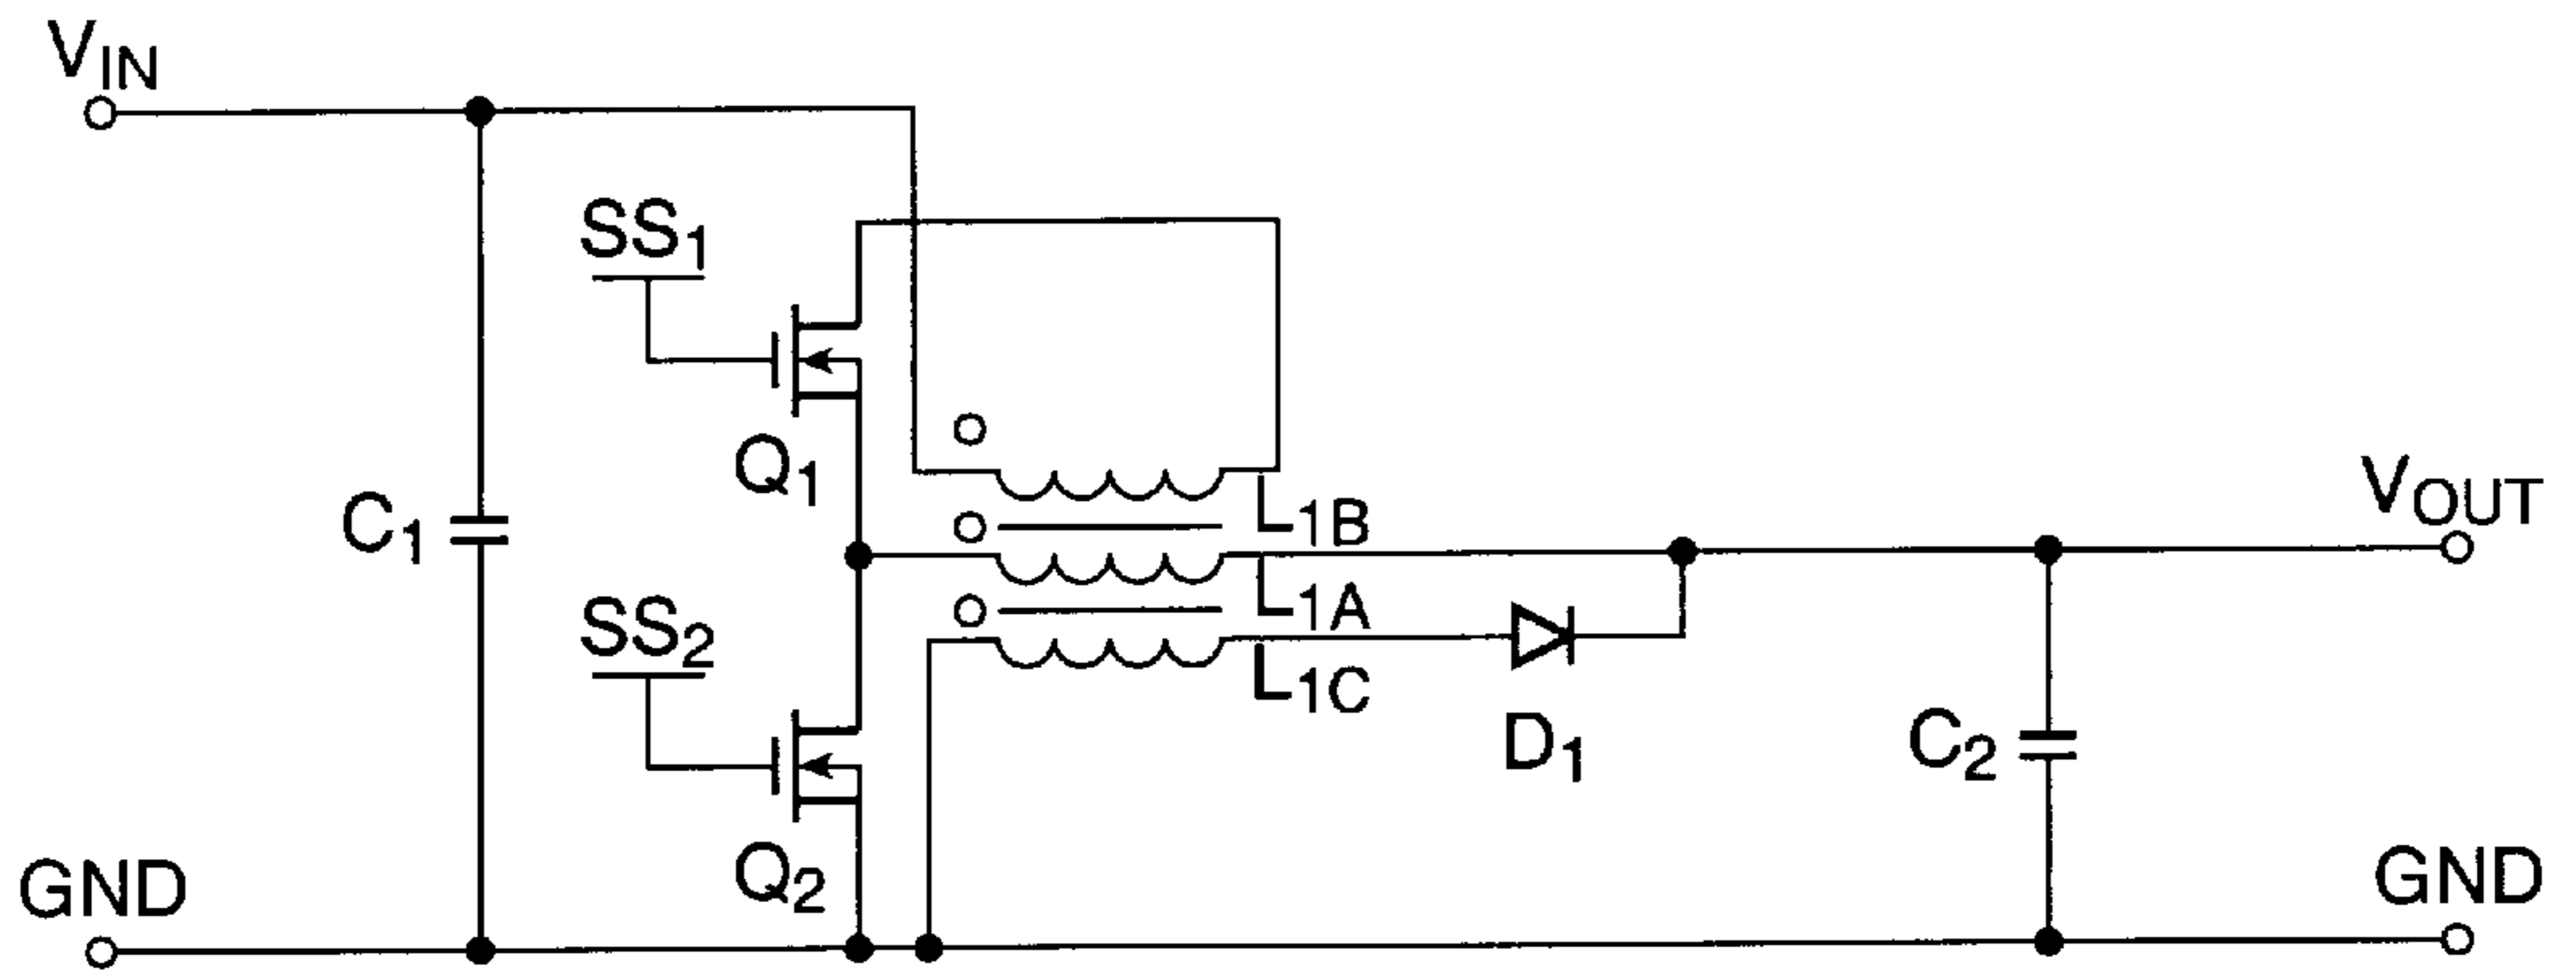 VIN
SS1
Q1
C1
L1B
VOUT
L1A
SS2
L1C
D1
C2
Q2
GND
GND